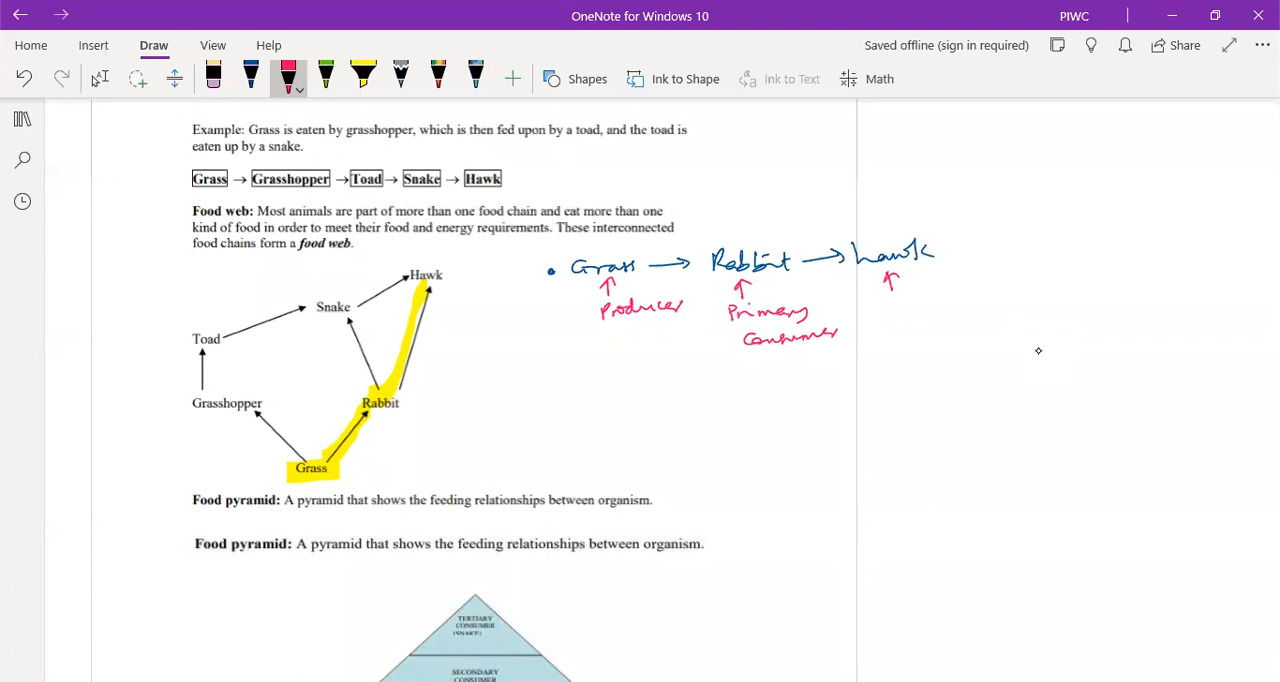 OneNote for Windows 10
PIWC
Home Insert Draw View Help
Saved offline (sign in required)
Share
Shapes
Ink to Shape
Ink to Text
Math
Example: Grass is eaten by grasshopper, which is then fed upon by a toad, and the toad is
eaten up by a snake.
Grass → Grasshopper → Toad → Snake → Hawk
Food web: Most animals are part of more than one food chain and eat more than one
kind of food in order to meet their food and energy requirements. These interconnected
food chains form a food web.
• Grass → Rabbit → hawk
Producer
Primary
Consumer
Hawk
Snake
Toad
Grasshopper
Rabbit
Grass
Food pyramid: A pyramid that shows the feeding relationships between organism.
Food pyramid: A pyramid that shows the feeding relationships between organism.
TERTIARY
CONSUMER
(SNAKE)
SECONDARY
CONSUMER